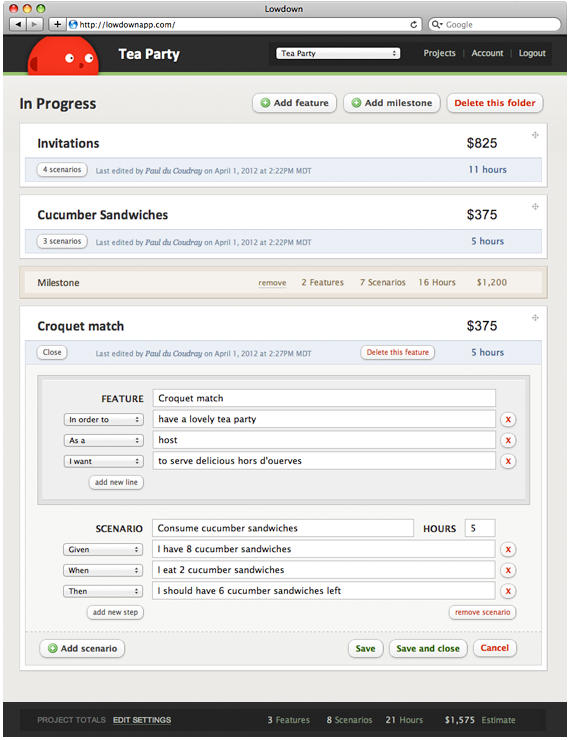 Lowdown
http://lowdownapp.com/ Google
Tea Party Tea Party Projects Account Logout
In Progress Add feature Add milestone Delete this folder
Invitations $825
4 scenarios Last edited by Paul du Coudray on April 1, 2012 at 2:22PM MDT 11 hours
Cucumber Sandwiches $375
3 scenarios Last edited by Paul du Coudray on April 1, 2012 at 2:22PM MDT 5 hours
Milestone remove 2 Features 7 Scenarios 16 Hours $1,200
Croquet match $375
Close Last edited by Paul du Coudray on April 1, 2012 at 2:27PM MDT Delete this feature 5 hours
FEATURE Croquet match
In order to have a lovely tea party X
As a host X
I want to serve delicious hors d'ouerves X
add new line
SCENARIO Consume cucumber sandwiches HOURS 5
Given I have 8 cucumber sandwiches X
When I eat 2 cucumber sandwiches X
Then I should have 6 cucumber sandwiches left X
add new step remove scenario
Add scenario Save Save and close Cancel
PROJECT TOTALS EDIT SETTINGS 3 Features 8 Scenarios 21 Hours $1,575 Estimate